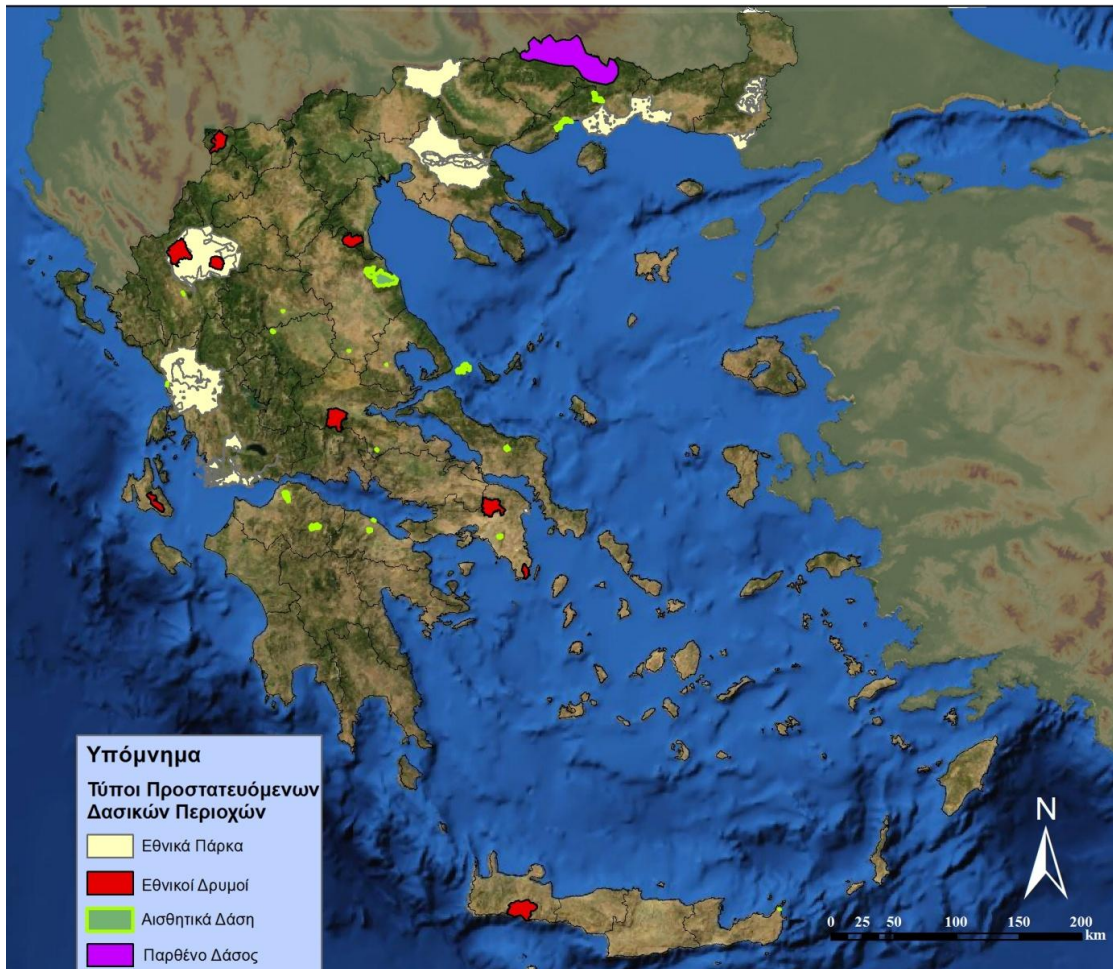 Υπόμνημα
Τύποι Προστατευόμενων
Δασικών Περιοχών
Εθνικά Πάρκα
Εθνικοί Δρυμοί
Αισθητικά Δάση
Παρθένο Δάσος
N
0 25 50 100 150 200
km